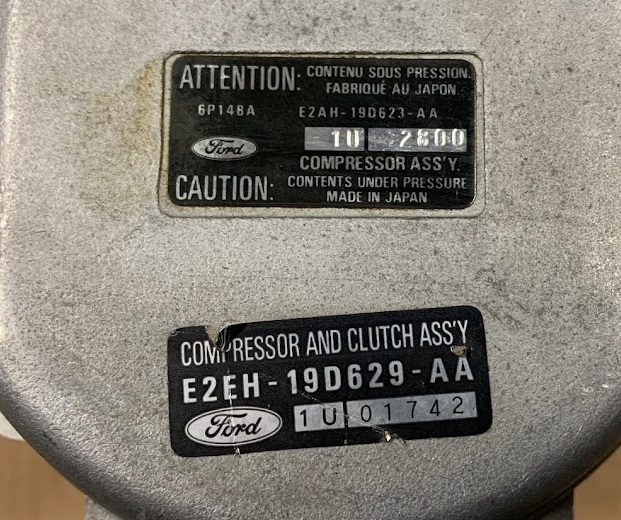 ATTENTION: CONTENU SOUS PRESSION.
FABRIQUÉ AU JAPON.
6P148A E2AH-19D623-AA
Ford 1U 2800
COMPRESSOR ASS'Y.
CAUTION: CONTENTS UNDER PRESSURE
MADE IN JAPAN
COMPRESSOR AND CLUTCH ASS'Y
E2EH-19D629-AA
Ford 1U 01742